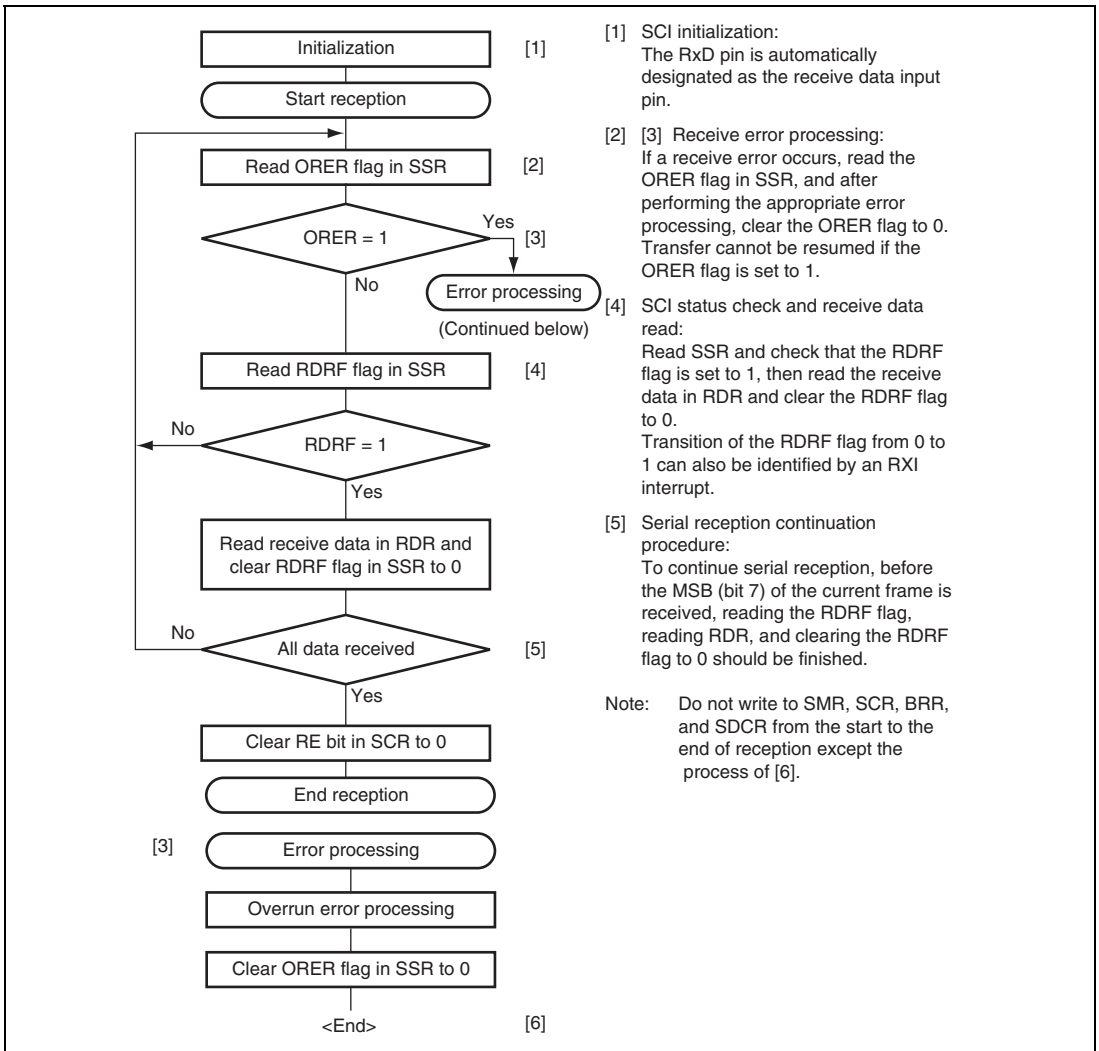 Initialization
[1]
Start reception
Read ORER flag in SSR
[2]
ORER = 1
Yes
[3]
No
Error processing
(Continued below)
Read RDRF flag in SSR
[4]
No
RDRF = 1
Yes
Read receive data in RDR and
clear RDRF flag in SSR to 0
No
All data received
[5]
Yes
Clear RE bit in SCR to 0
End reception
[3]
Error processing
Overrun error processing
Clear ORER flag in SSR to 0
<End>
[6]
[1] SCI initialization:
The RxD pin is automatically
designated as the receive data input
pin.
[2] [3] Receive error processing:
If a receive error occurs, read the
ORER flag in SSR, and after
performing the appropriate error
processing, clear the ORER flag to 0.
Transfer cannot be resumed if the
ORER flag is set to 1.
[4] SCI status check and receive data
read:
Read SSR and check that the RDRF
flag is set to 1, then read the receive
data in RDR and clear the RDRF flag
to 0.
Transition of the RDRF flag from 0 to
1 can also be identified by an RXI
interrupt.
[5] Serial reception continuation
procedure:
To continue serial reception, before
the MSB (bit 7) of the current frame is
received, reading the RDRF flag,
reading RDR, and clearing the RDRF
flag to 0 should be finished.
Note: Do not write to SMR, SCR, BRR,
and SDCR from the start to the
end of reception except the
process of [6].